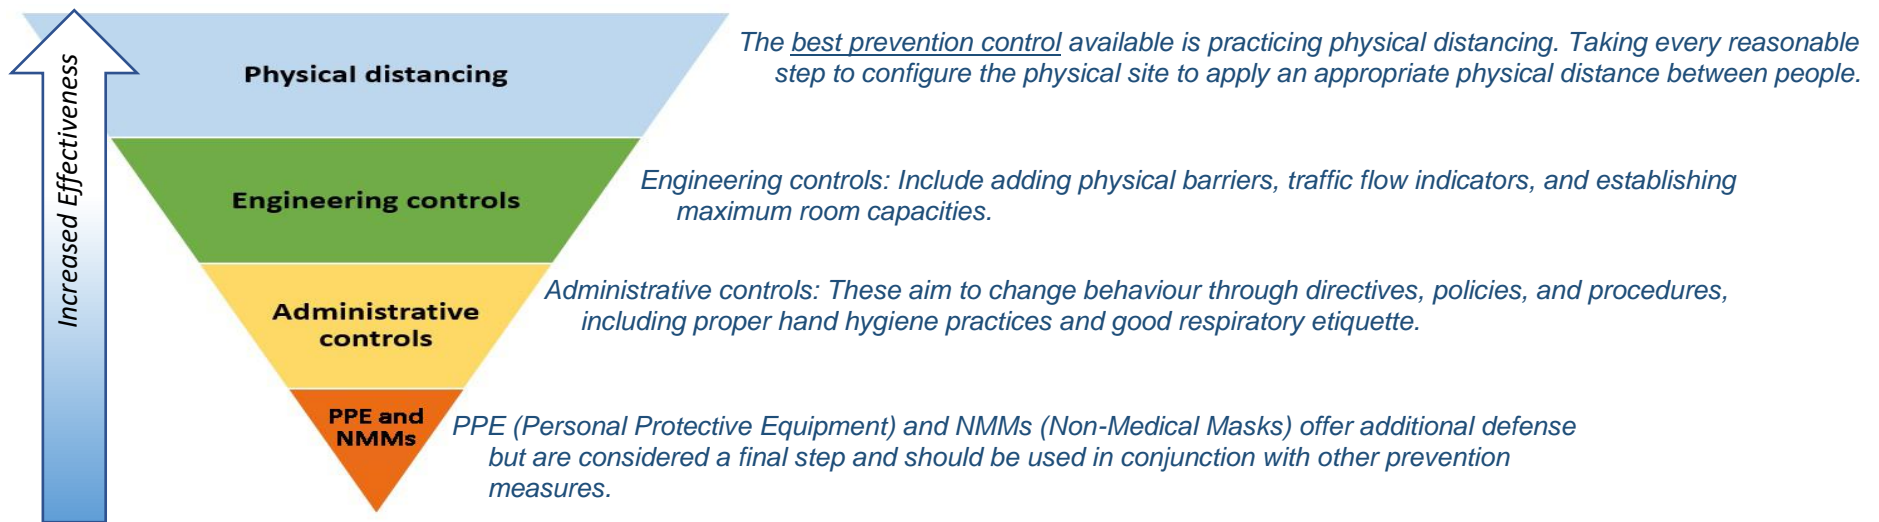 Increased Effectiveness
Physical distancing
The best prevention control available is practicing physical distancing. Taking every reasonable
step to configure the physical site to apply an appropriate physical distance between people.
Engineering controls
Engineering controls: Include adding physical barriers, traffic flow indicators, and establishing
maximum room capacities.
Administrative
controls
Administrative controls: These aim to change behaviour through directives, policies, and procedures,
including proper hand hygiene practices and good respiratory etiquette.
PPE and
NMMs
PPE (Personal Protective Equipment) and NMMs (Non-Medical Masks) offer additional defense
but are considered a final step and should be used in conjunction with other prevention
measures.